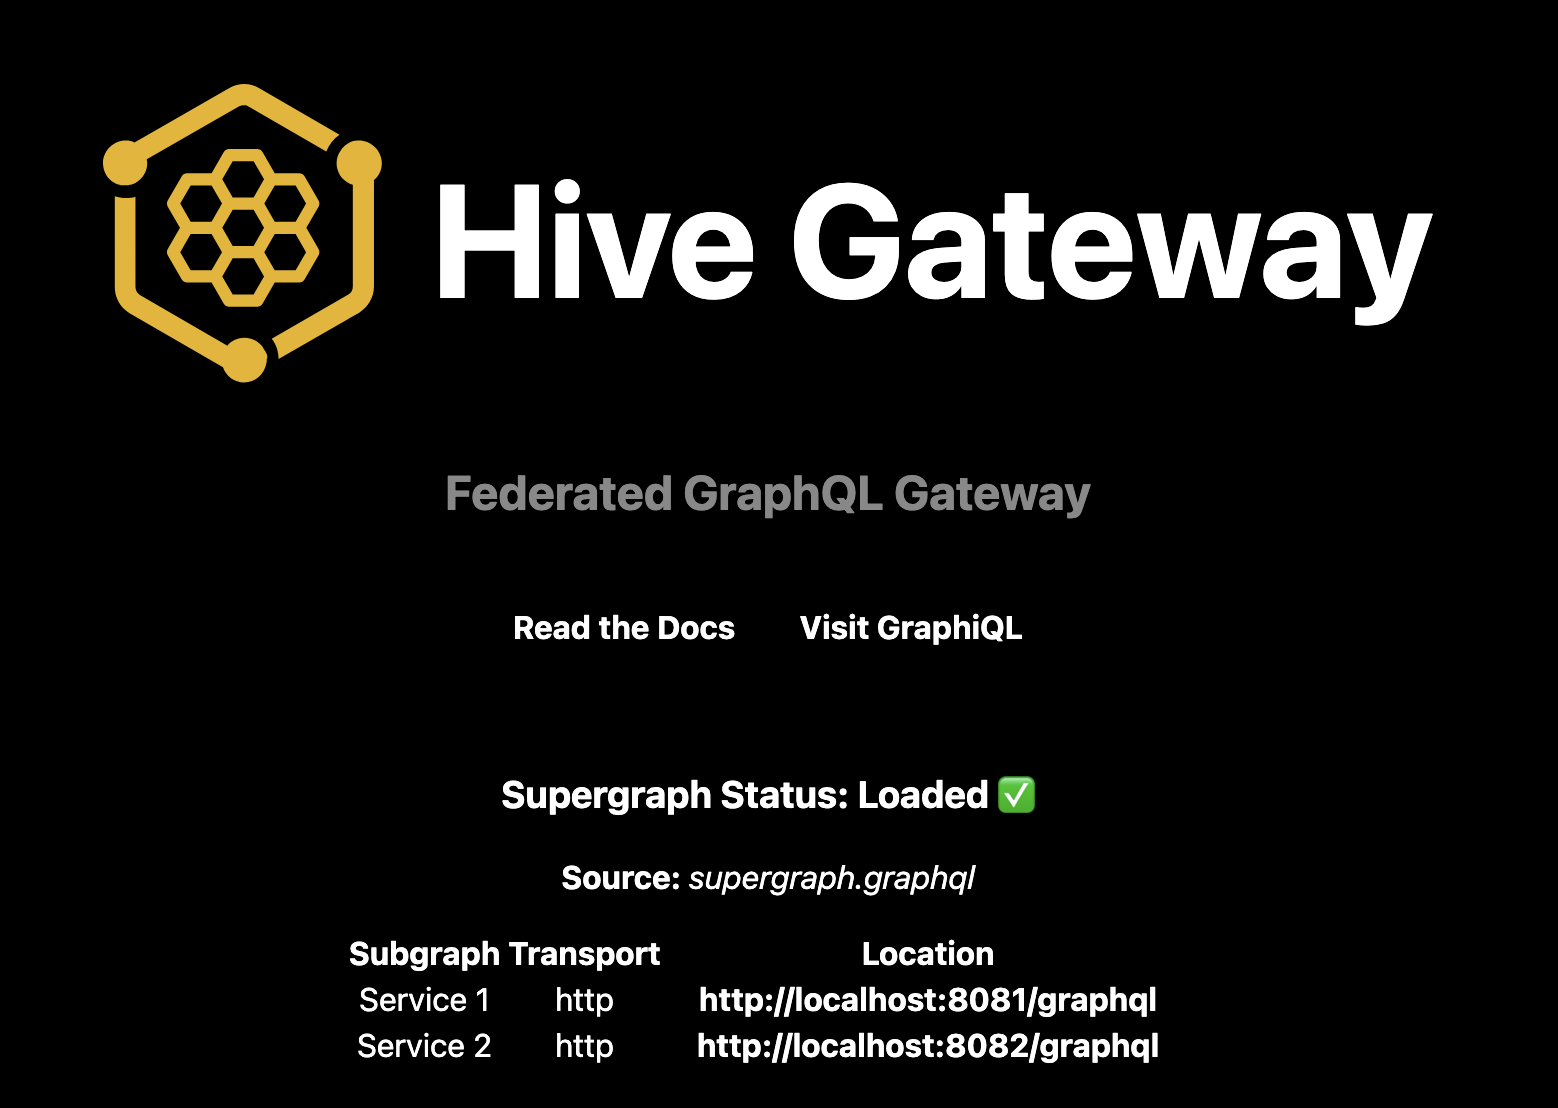 Hive Gateway
Federated GraphQL Gateway
Read the Docs Visit GraphiQL
Supergraph Status: Loaded ✅
Source: supergraph.graphql
Subgraph Transport Location
Service 1 http http://localhost:8081/graphql
Service 2 http http://localhost:8082/graphql